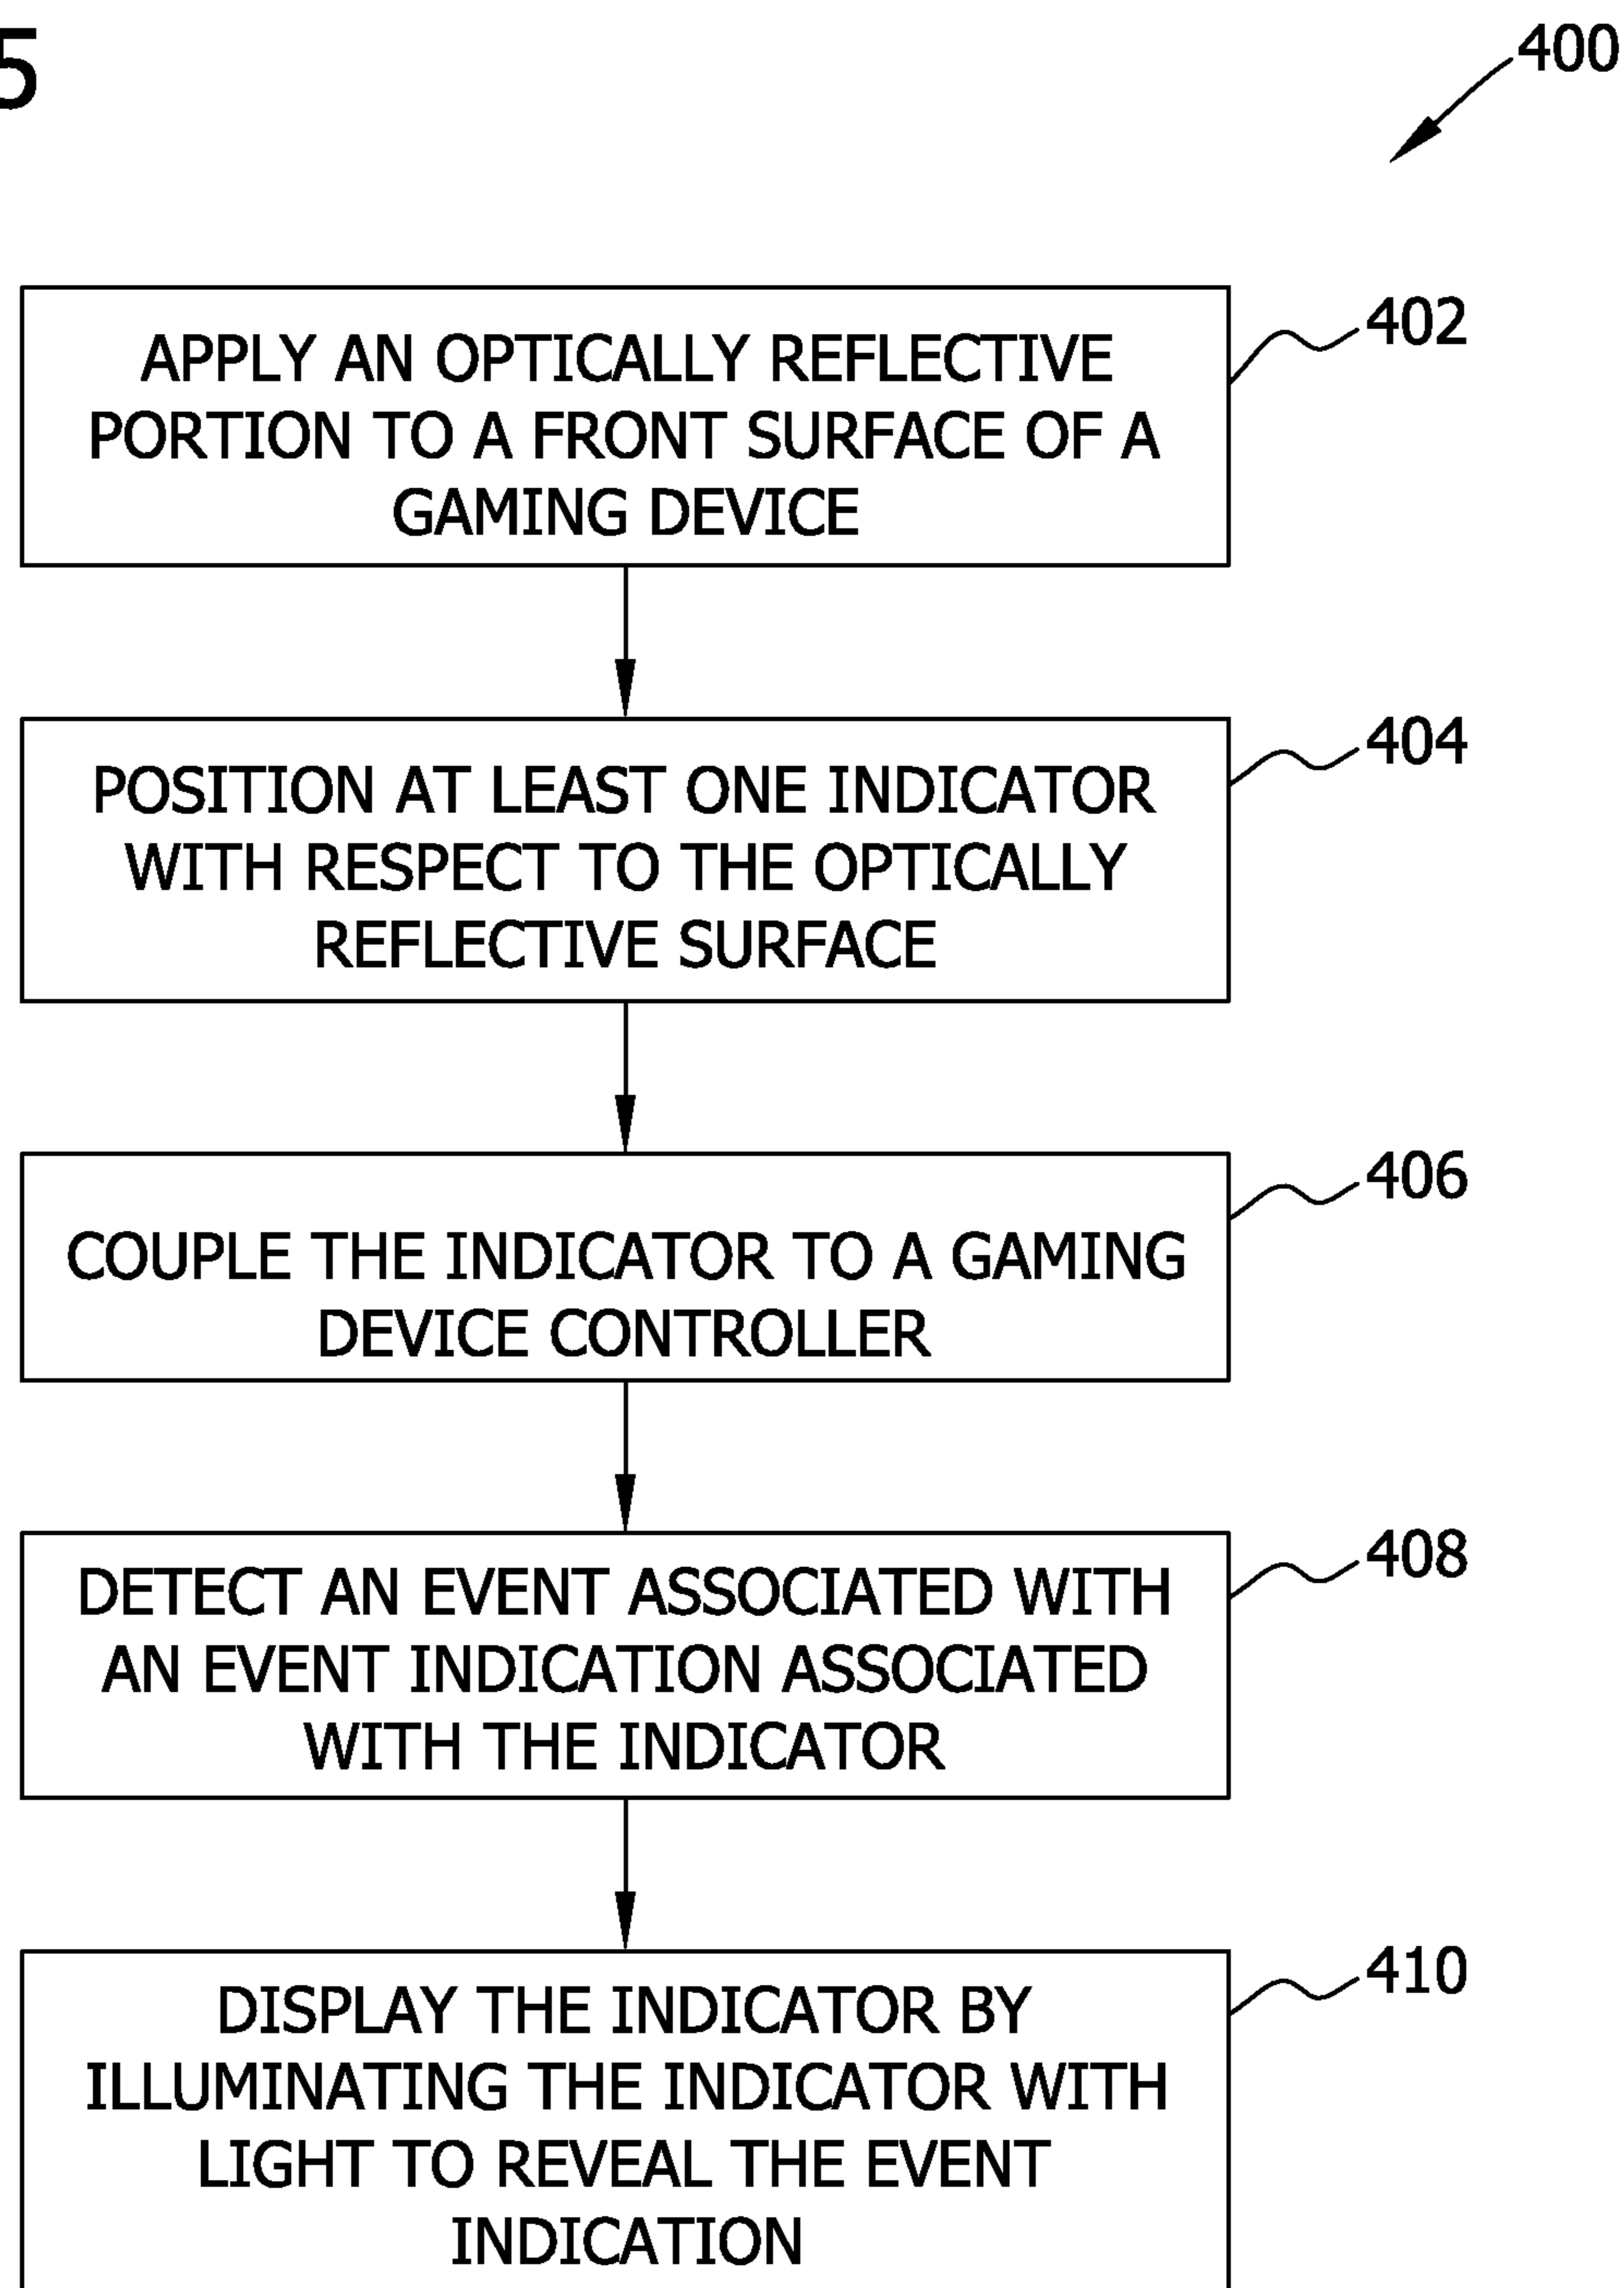 5
400
APPLY AN OPTICALLY REFLECTIVE
PORTION TO A FRONT SURFACE OF A
GAMING DEVICE
402
POSITION AT LEAST ONE INDICATOR
WITH RESPECT TO THE OPTICALLY
REFLECTIVE SURFACE
404
COUPLE THE INDICATOR TO A GAMING
DEVICE CONTROLLER
406
DETECT AN EVENT ASSOCIATED WITH
AN EVENT INDICATION ASSOCIATED
WITH THE INDICATOR
408
DISPLAY THE INDICATOR BY
ILLUMINATING THE INDICATOR WITH
LIGHT TO REVEAL THE EVENT
INDICATION
410